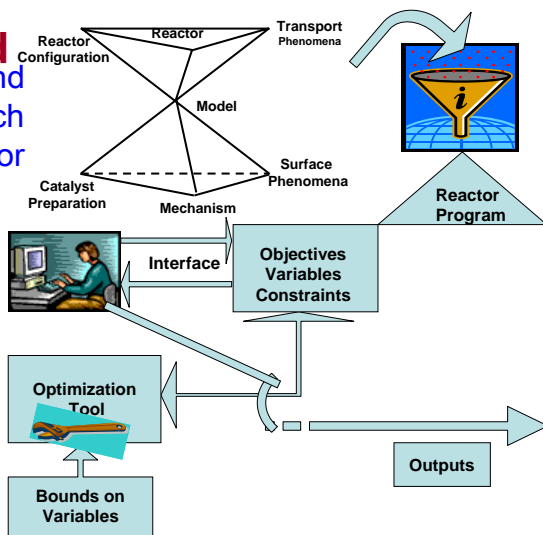 d
nd
ch
or
Reactor
Configuration
Reactor
Transport
Phenomena
Model
Catalyst
Preparation
Mechanism
Surface
Phenomena
i
Reactor
Program
Interface
Objectives
Variables
Constraints
Optimization
Tool
Outputs
Bounds on
Variables